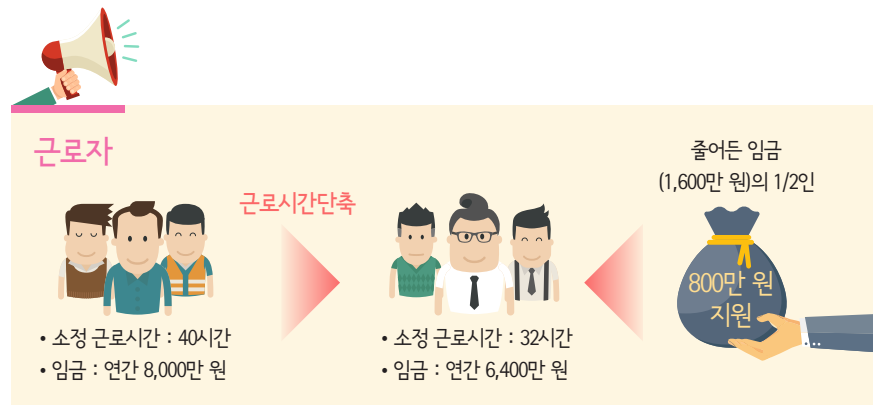 근로자
근로시간단축
• 소정 근로시간 : 40시간
• 임금 : 연간 8,000만 원
• 소정 근로시간 : 32시간
• 임금 : 연간 6,400만 원
줄어든 임금
(1,600만 원)의 1/2인
800만 원
지원